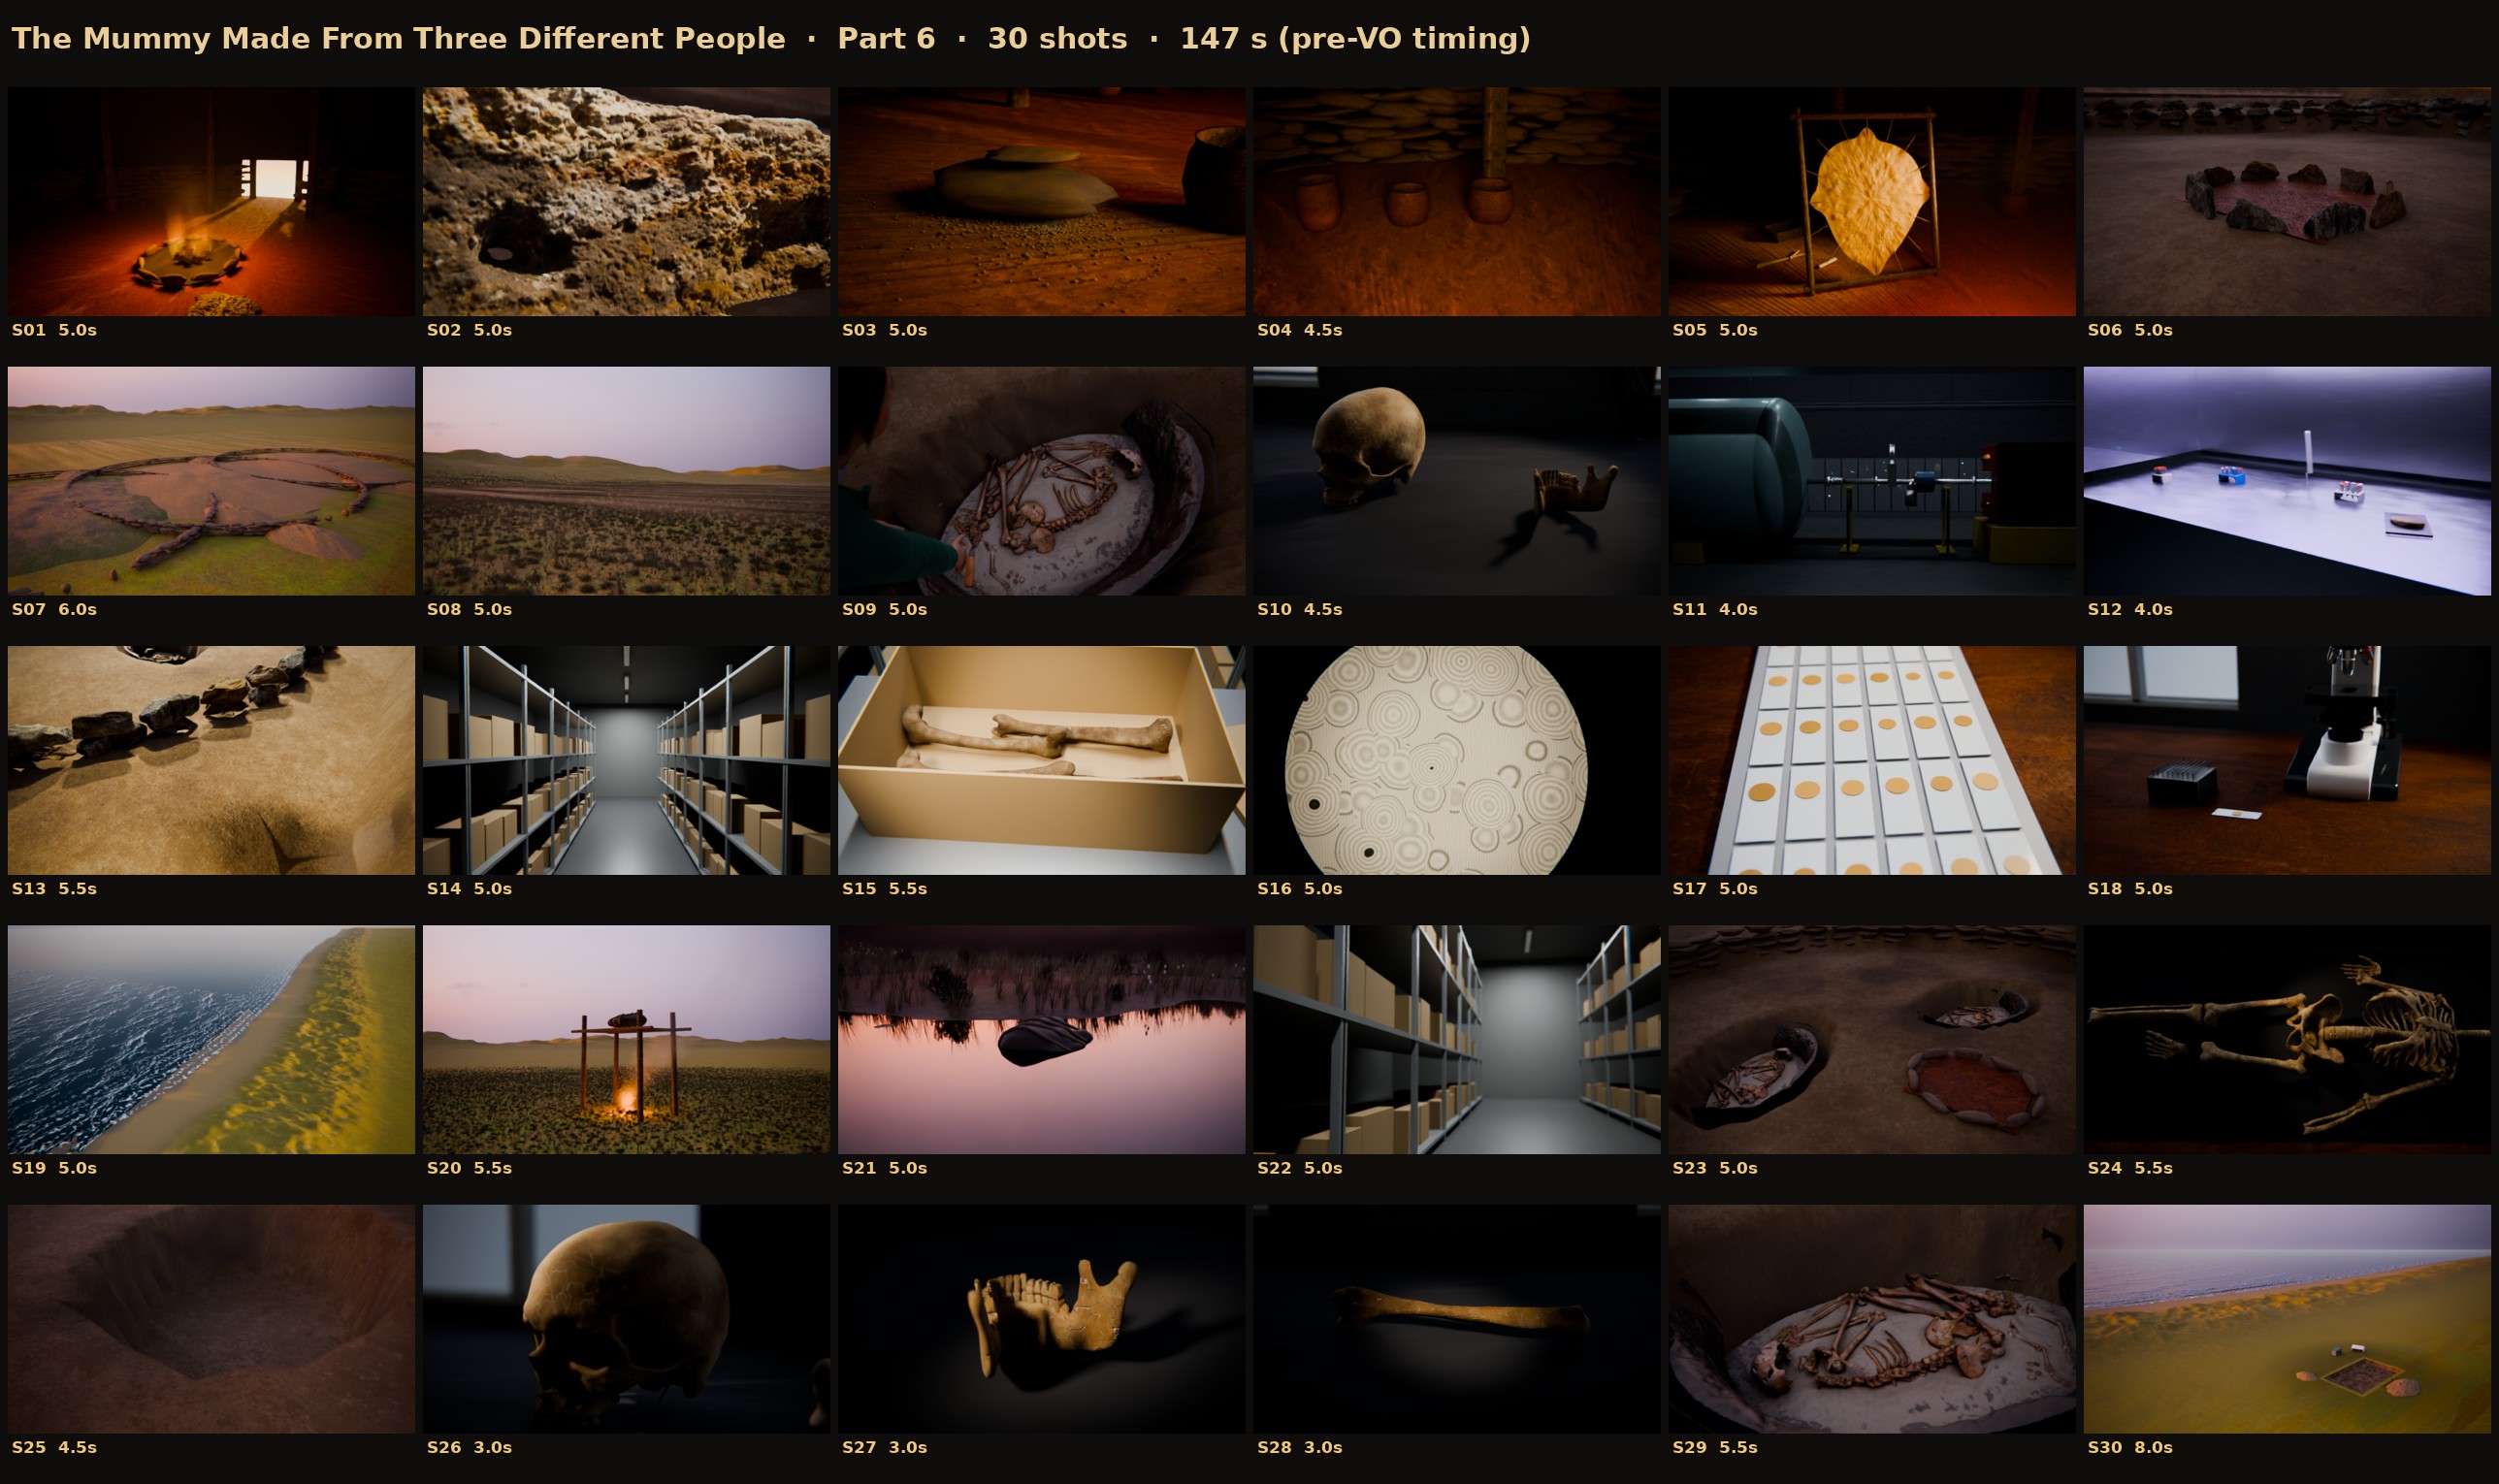 The Mummy Made From Three Different People · Part 6 · 30 shots · 147 s (pre-VO timing)
S01 5.0s
S02 5.0s
S03 5.0s
S04 4.5s
S05 5.0s
S06 5.0s
S07 6.0s
S08 5.0s
S09 5.0s
S10 4.5s
S11 4.0s
S12 4.0s
S13 5.5s
S14 5.0s
S15 5.5s
S16 5.0s
S17 5.0s
S18 5.0s
S19 5.0s
S20 5.5s
S21 5.0s
S22 5.0s
S23 5.0s
S24 5.5s
S25 4.5s
S26 3.0s
S27 3.0s
S28 3.0s
S29 5.5s
S30 8.0s